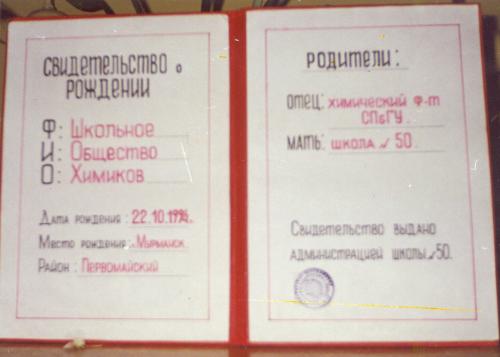 Свидетельство о
рождении
Ф: Школьное
И: Общество
О: Химиков
Дата рождения: 22.10.1994.
Место рождения: г.Мурманск
Район: Первомайский
Родители:
отец: химический ф-т
СПбГУ.
мать: школа № 50.
Свидетельство выдано
администрацией школы №50.